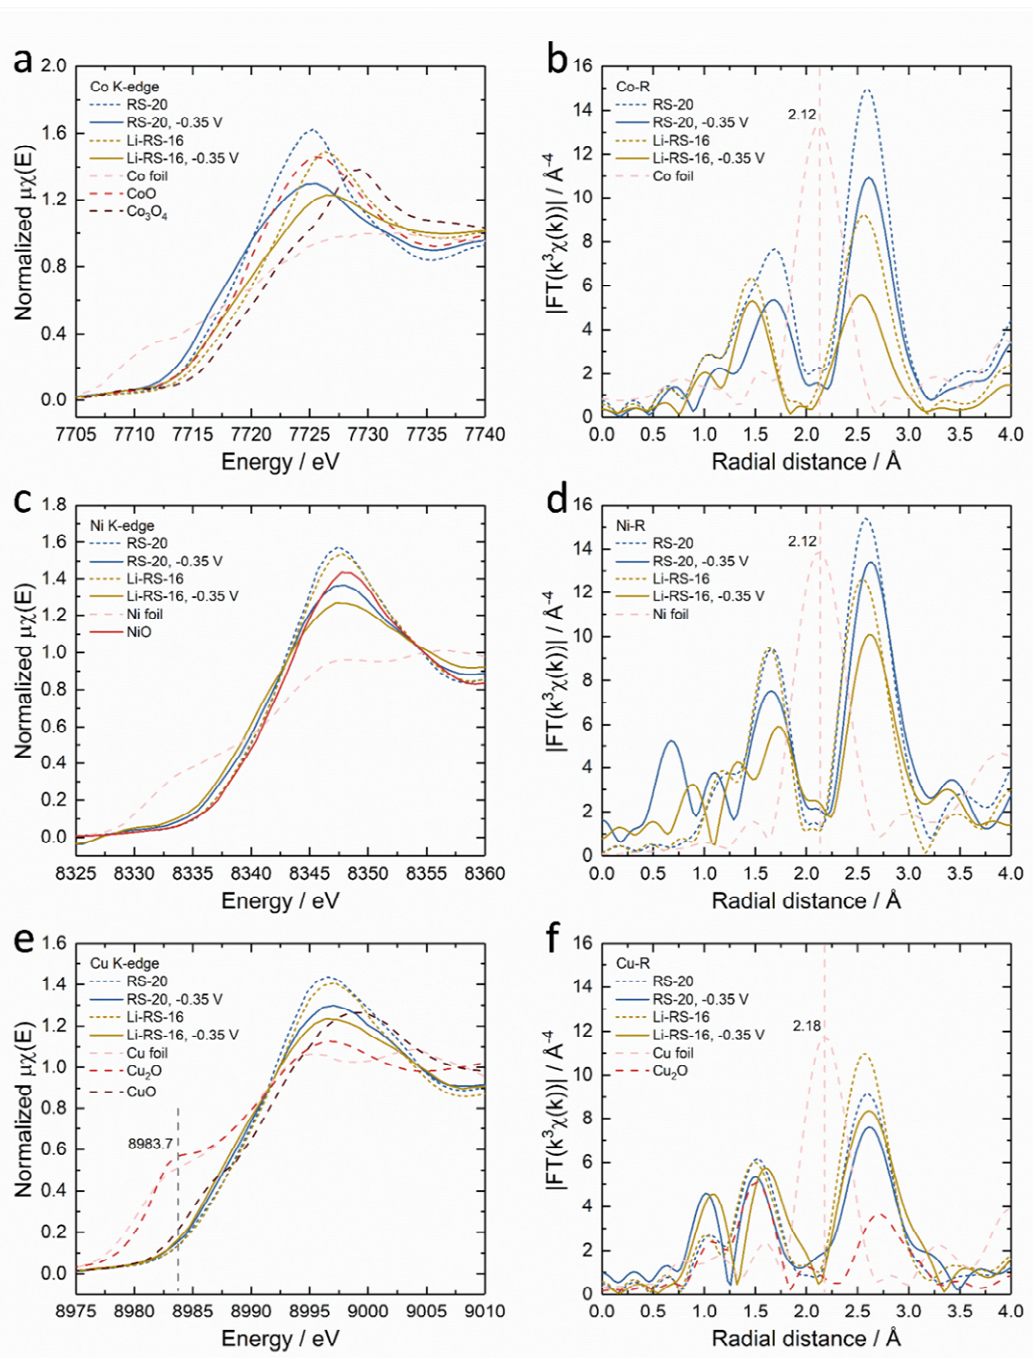 a
2.0
1.6
1.2
0.8
0.4
0.0
Normalized μχ(E)
Co K-edge
RS-20
RS-20, -0.35 V
Li-RS-16
Li-RS-16, -0.35 V
Co foil
CoO
Co₃O₄
7705 7710 7715 7720 7725 7730 7735 7740
Energy / eV
b
16
14
12
10
8
6
4
2
0
|FT(k³χ(k))| / Å⁻⁴
Co-R
RS-20
RS-20, -0.35 V
Li-RS-16
Li-RS-16, -0.35 V
Co foil
2.12
0.0 0.5 1.0 1.5 2.0 2.5 3.0 3.5 4.0
Radial distance / Å
c
1.8
1.6
1.4
1.2
1.0
0.8
0.6
0.4
0.2
0.0
Normalized μχ(E)
Ni K-edge
RS-20
RS-20, -0.35 V
Li-RS-16
Li-RS-16, -0.35 V
Ni foil
NiO
8325 8330 8335 8340 8345 8350 8355 8360
Energy / eV
d
16
14
12
10
8
6
4
2
0
|FT(k³χ(k))| / Å⁻⁴
Ni-R
RS-20
RS-20, -0.35 V
Li-RS-16
Li-RS-16, -0.35 V
Ni foil
2.12
0.0 0.5 1.0 1.5 2.0 2.5 3.0 3.5 4.0
Radial distance / Å
e
1.6
1.4
1.2
1.0
0.8
0.6
0.4
0.2
0.0
Normalized μχ(E)
Cu K-edge
RS-20
RS-20, -0.35 V
Li-RS-16
Li-RS-16, -0.35 V
Cu foil
Cu₂O
CuO
8983.7
8975 8980 8985 8990 8995 9000 9005 9010
Energy / eV
f
16
14
12
10
8
6
4
2
0
|FT(k³χ(k))| / Å⁻⁴
Cu-R
RS-20
RS-20, -0.35 V
Li-RS-16
Li-RS-16, -0.35 V
Cu foil
Cu₂O
2.18
0.0 0.5 1.0 1.5 2.0 2.5 3.0 3.5 4.0
Radial distance / Å